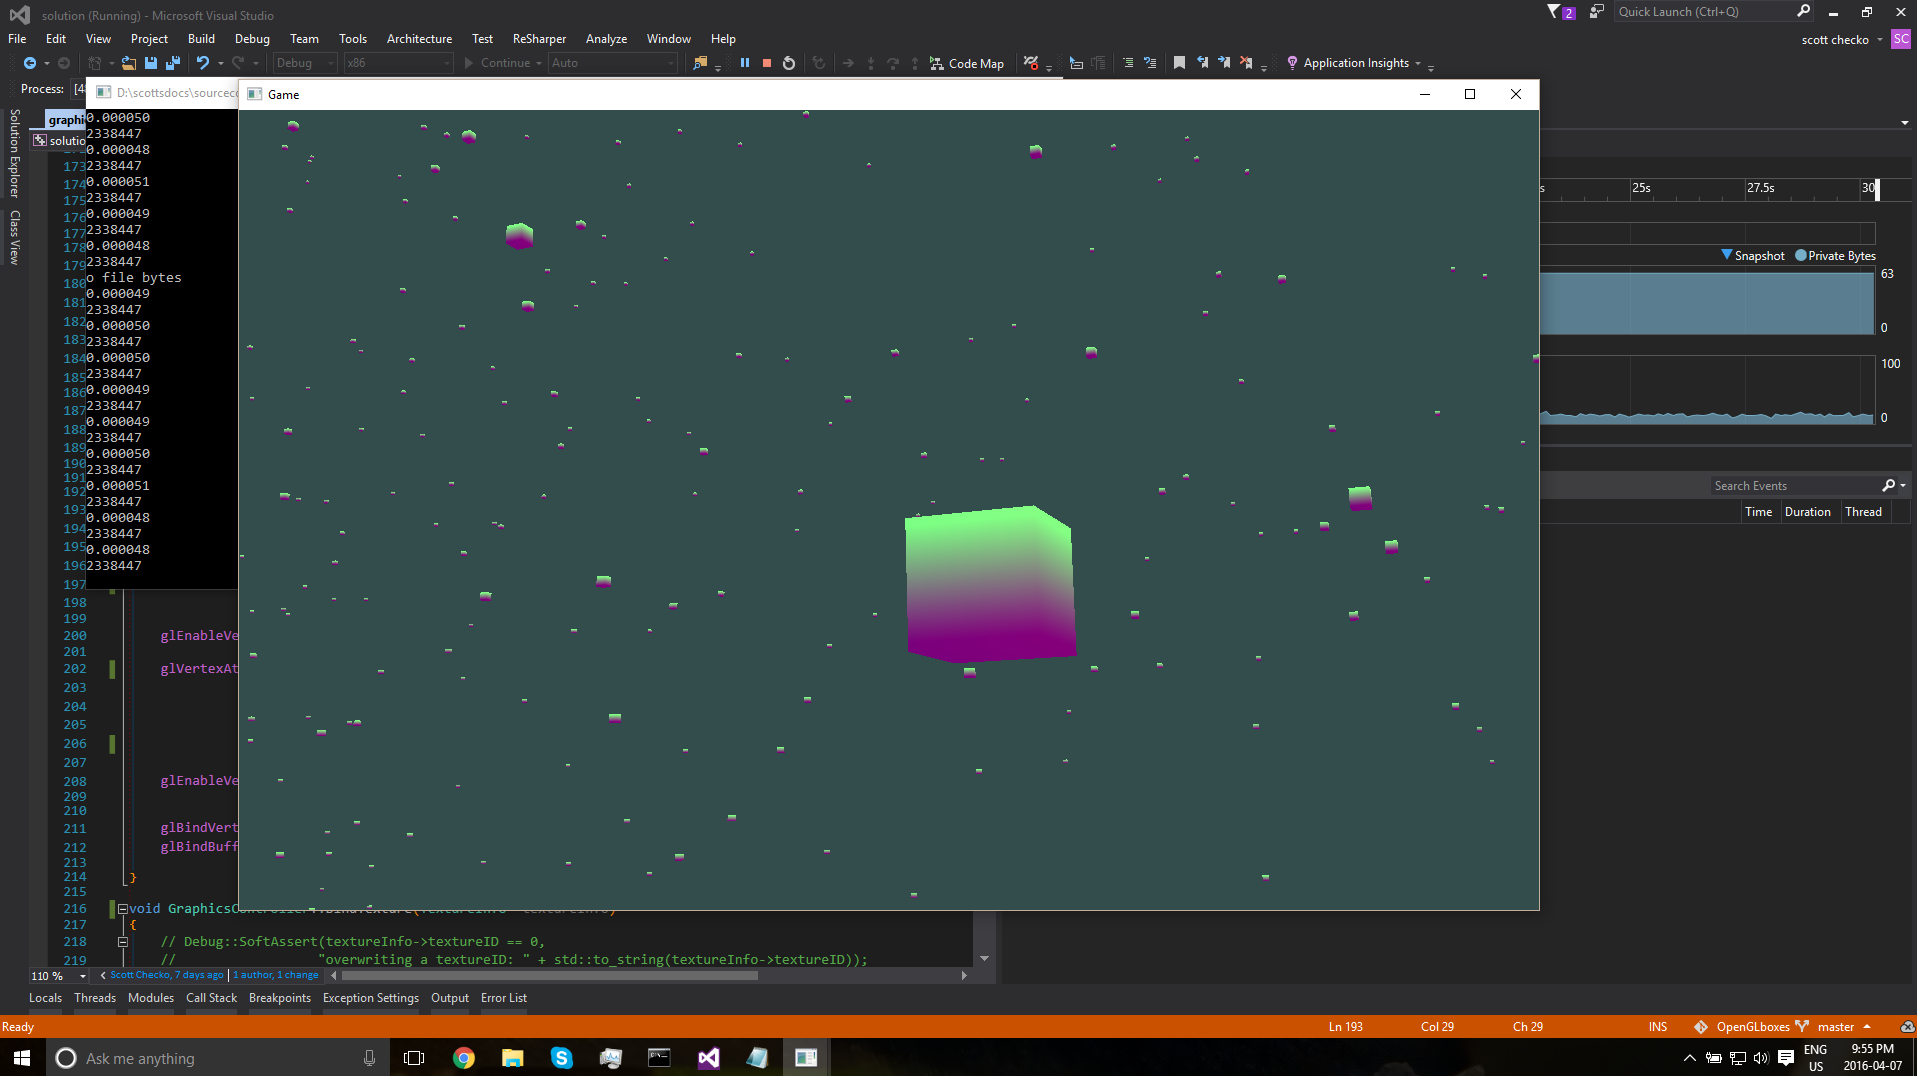 solution (Running) - Microsoft Visual Studio
2
Quick Launch (Ctrl+Q)
File Edit View Project Build Debug Team Tools Architecture Test ReSharper Analyze Window Help
scott checko
SC
Debug x86 Continue Auto Code Map Application Insights
Process:
D:\scottsdocs\sourcec
Game
Solution Explorer
Class View
graphi
solutio
0.000050
2338447
0.000048
2338447
0.000051
2338447
0.000049
2338447
0.000048
2338447
o file bytes
0.000049
2338447
0.000050
2338447
0.000050
2338447
0.000049
2338447
0.000049
2338447
0.000050
2338447
0.000051
2338447
0.000048
2338447
0.000048
2338447
173
174
175
176
177
178
179
180
181
182
183
184
185
186
187
188
189
190
191
192
193
194
195
196
197
198
199
200 glEnableVe
201
202 glVertexAt
203
204
205
206
207
208 glEnableVe
209
210
211 glBindVert
212 glBindBuff
213
214 }
215
216 void
217 {
218 // Debug::SoftAssert(textureInfo->textureID == 0,
219 // "overwriting a textureID: " + std::to_string(textureInfo->textureID));
25s 27.5s 30
Snapshot Private Bytes
63
0
100
0
Search Events
Time Duration Thread
110 % Scott Checko, 7 days ago | 1 author, 1 change
Locals Threads Modules Call Stack Breakpoints Exception Settings Output Error List
Ready Ln 193 Col 29 Ch 29 INS OpenGLboxes master
Ask me anything
ENG
US
9:55 PM
2016-04-07